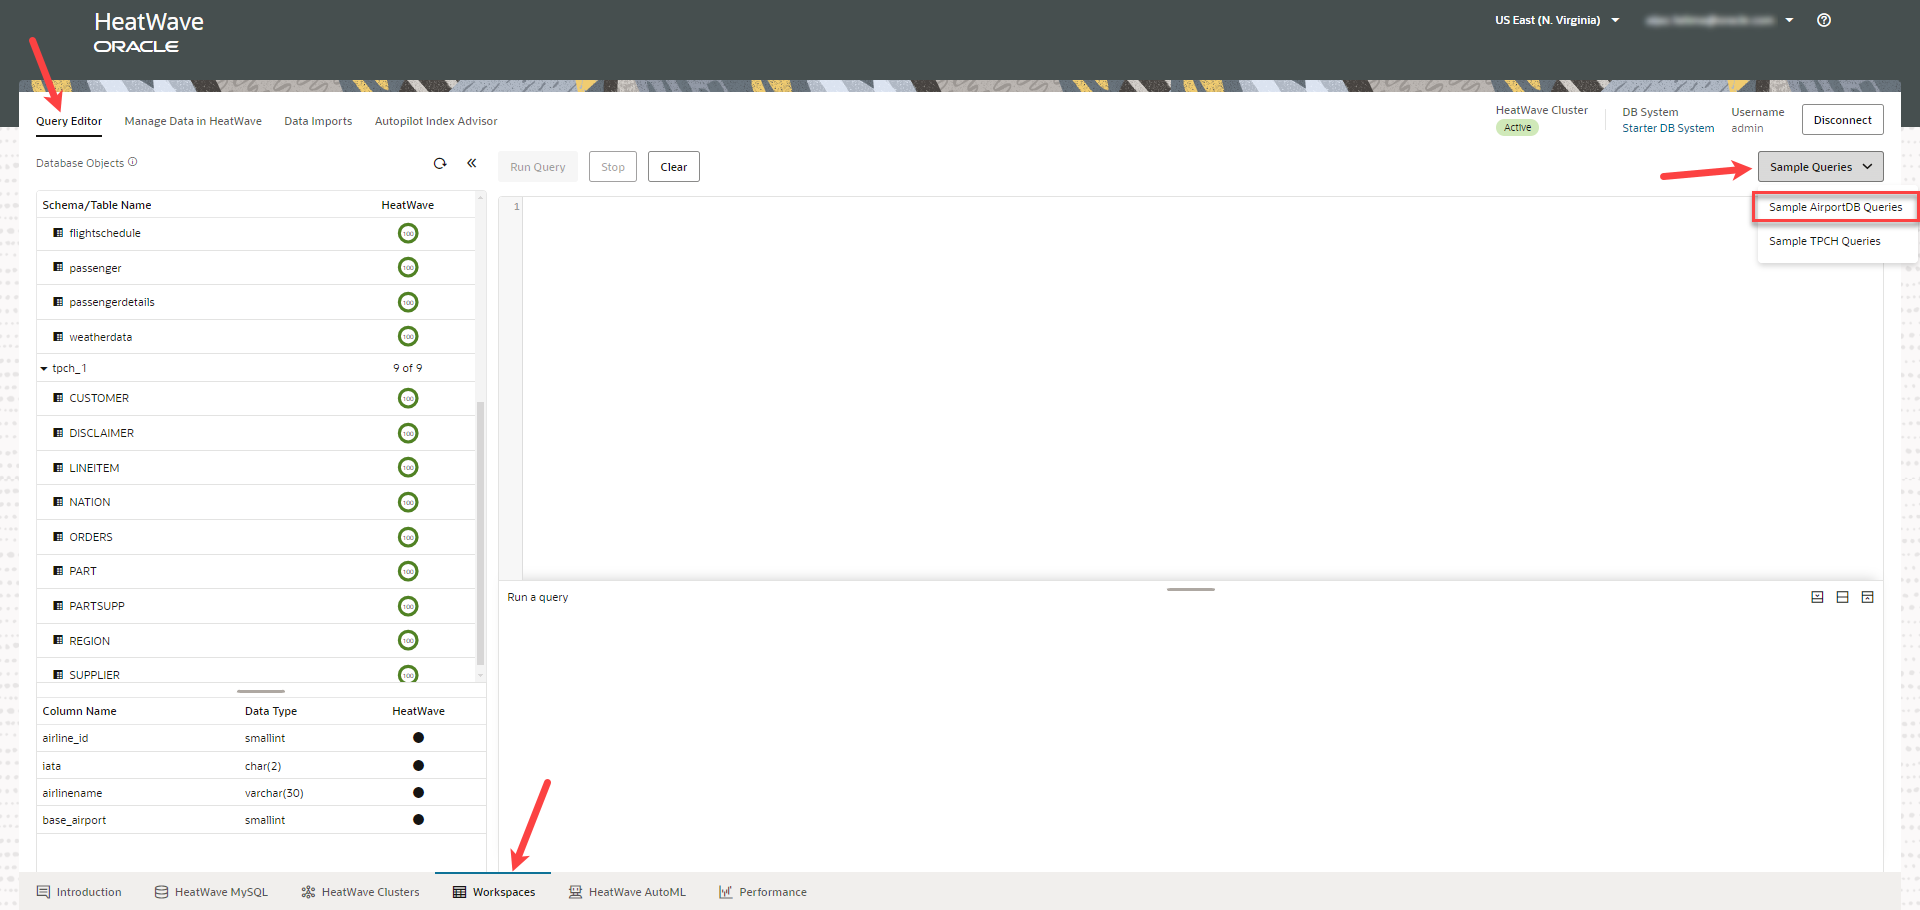 HeatWave
ORACLE
US East (N. Virginia)
Query Editor
Manage Data in HeatWave
Data Imports
Autopilot Index Advisor
HeatWave Cluster
Active
DB System
Starter DB System
Username
admin
Disconnect
Database Objects
Run Query
Stop
Clear
Sample Queries
Sample AirportDB Queries
Sample TPCH Queries
Schema/Table Name HeatWave
flightschedule 100
passenger 100
passengerdetails 100
weatherdata 100
tpch_1 9 of 9
CUSTOMER 100
DISCLAIMER 100
LINEITEM 100
NATION 100
ORDERS 100
PART 100
PARTSUPP 100
REGION 100
SUPPLIER 100
1
Run a query
Column Name Data Type HeatWave
airline_id smallint
iata char(2)
airlinename varchar(30)
base_airport smallint
Introduction
HeatWave MySQL
HeatWave Clusters
Workspaces
HeatWave AutoML
Performance